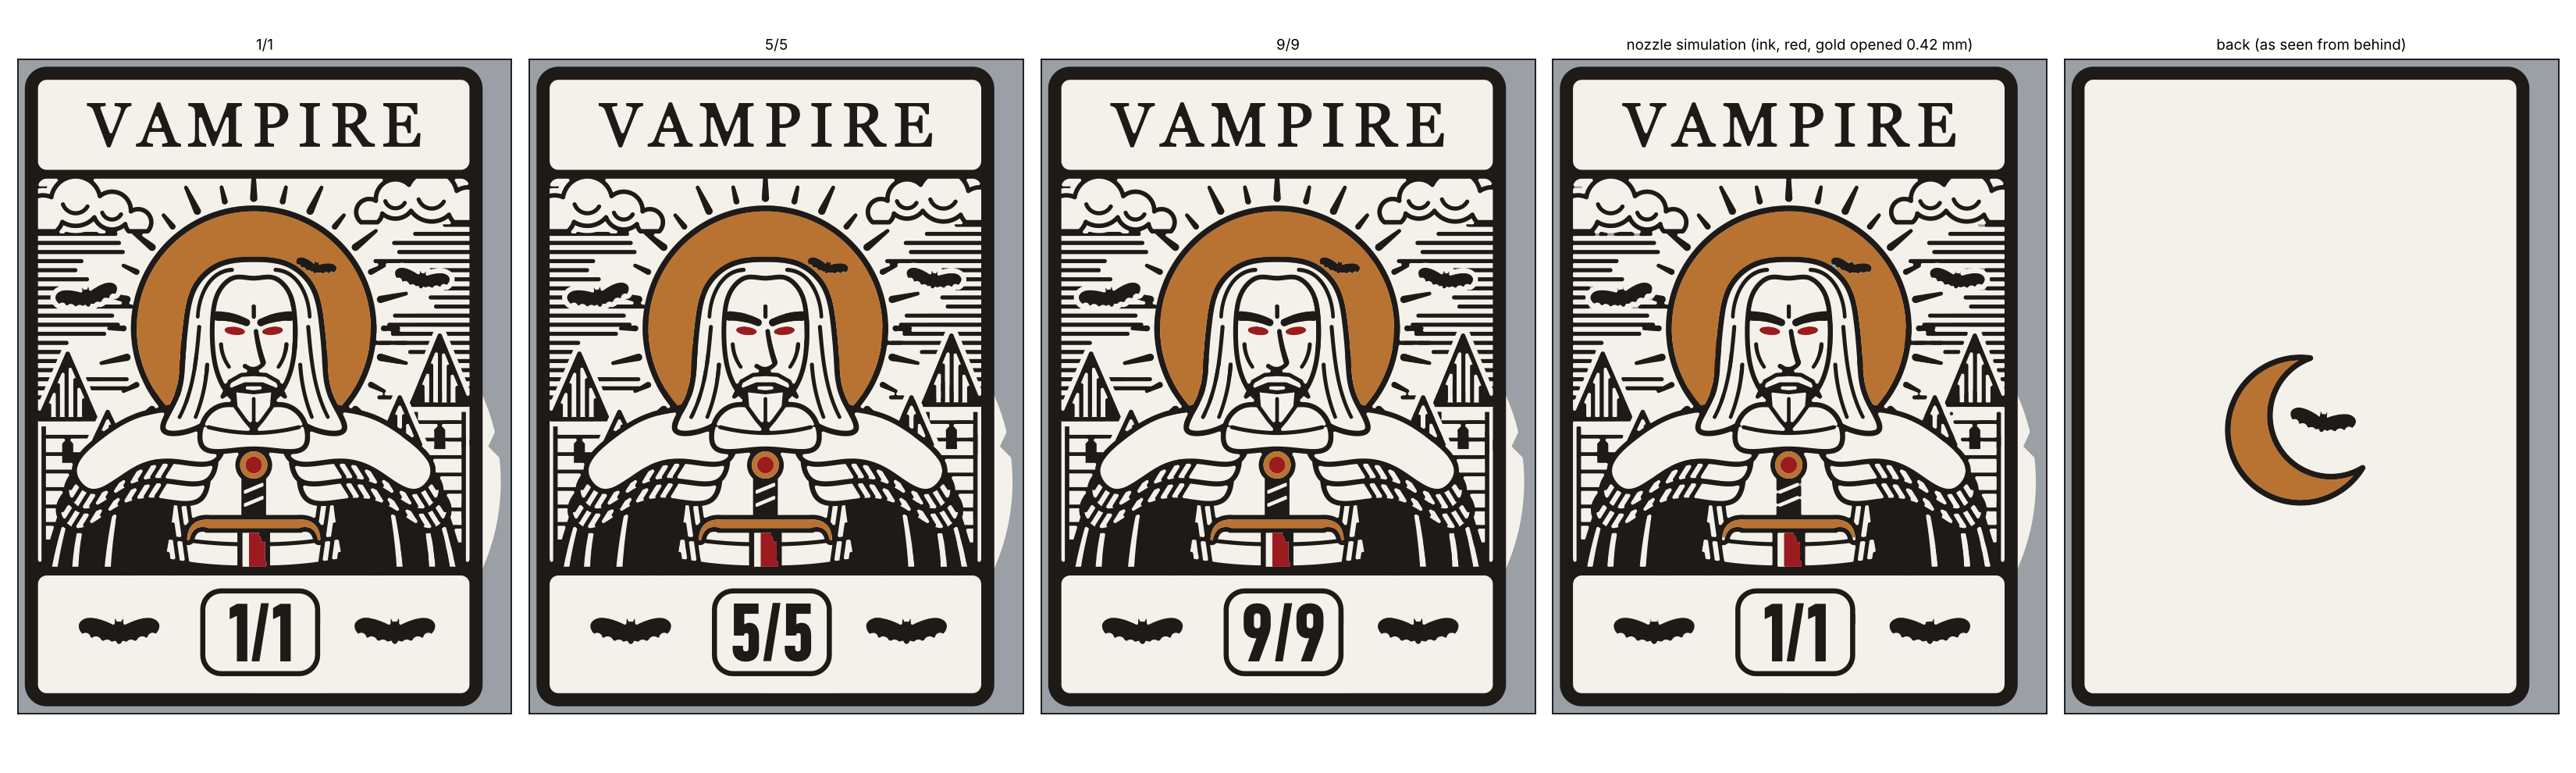 1/1
5/5
9/9
nozzle simulation (ink, red, gold opened 0.42 mm)
back (as seen from behind)
VAMPIRE
VAMPIRE
VAMPIRE
VAMPIRE
1/1
5/5
9/9
1/1